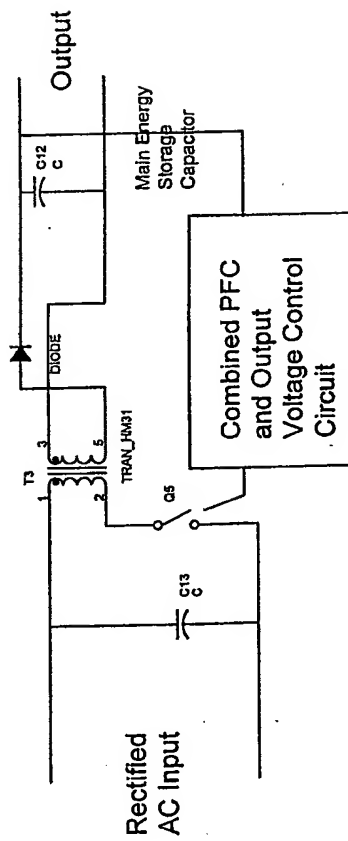 Rectified
AC Input
C13
C
T3
1
3
2
5
TRAN_HM31
DIODE
Q5
C12
C
Output
Main Energy
Storage
Capacitor
Combined PFC
and Output
Voltage Control
Circuit